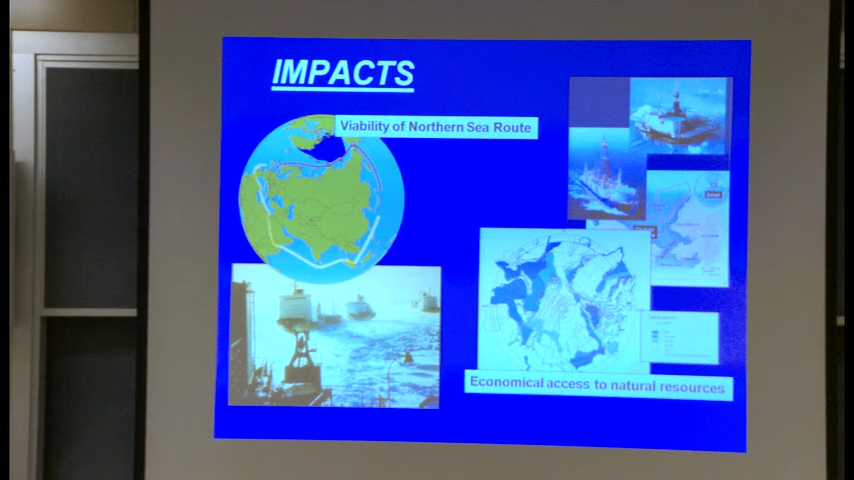 IMPACTS
Viability of Northern Sea Route
Economical access to natural resources